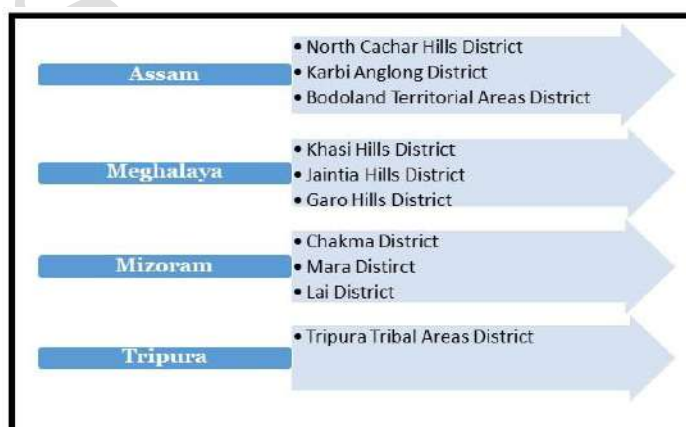 Assam
• North Cachar Hills District
• Karbi Anglong District
• Bodoland Territorial Areas District
Meghalaya
• Khasi Hills District
• Jaintia Hills District
• Garo Hills District
Mizoram
• Chakma District
• Mara Distirct
• Lai District
Tripura
• Tripura Tribal Areas District